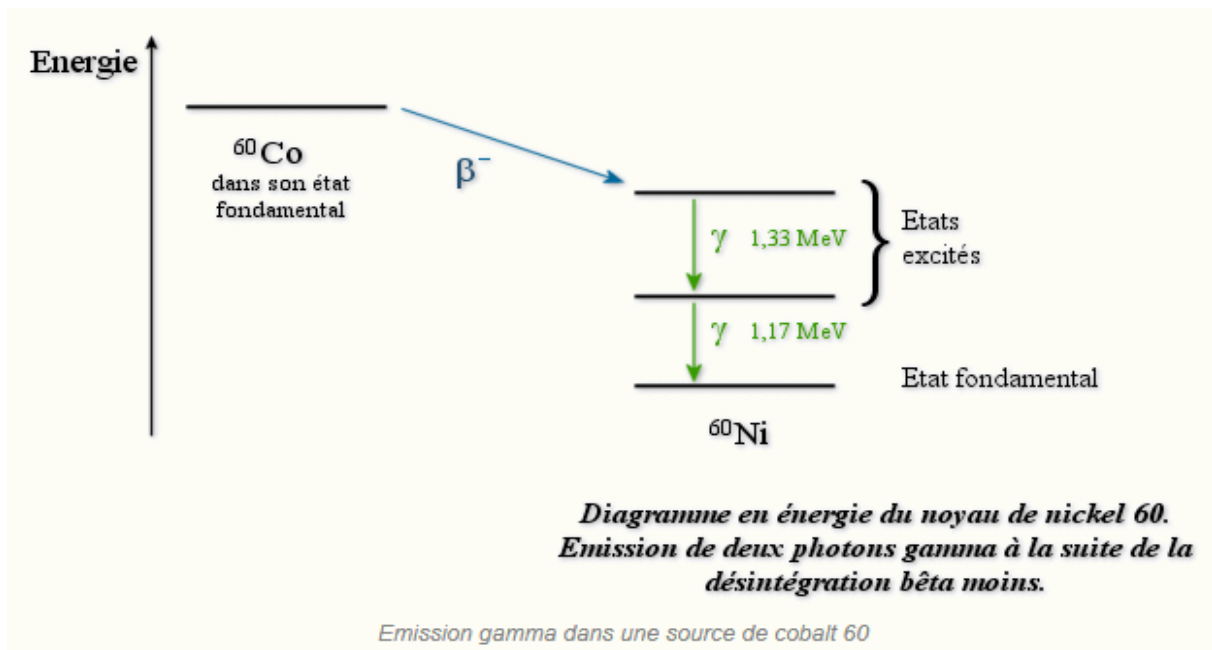 Energie
⁶⁰Co
dans son état
fondamental
β⁻
γ 1,33 MeV
Etats
excités
γ 1,17 MeV
Etat fondamental
⁶⁰Ni
Diagramme en énergie du noyau de nickel 60.
Emission de deux photons gamma à la suite de la
désintégration bêta moins.
Emission gamma dans une source de cobalt 60